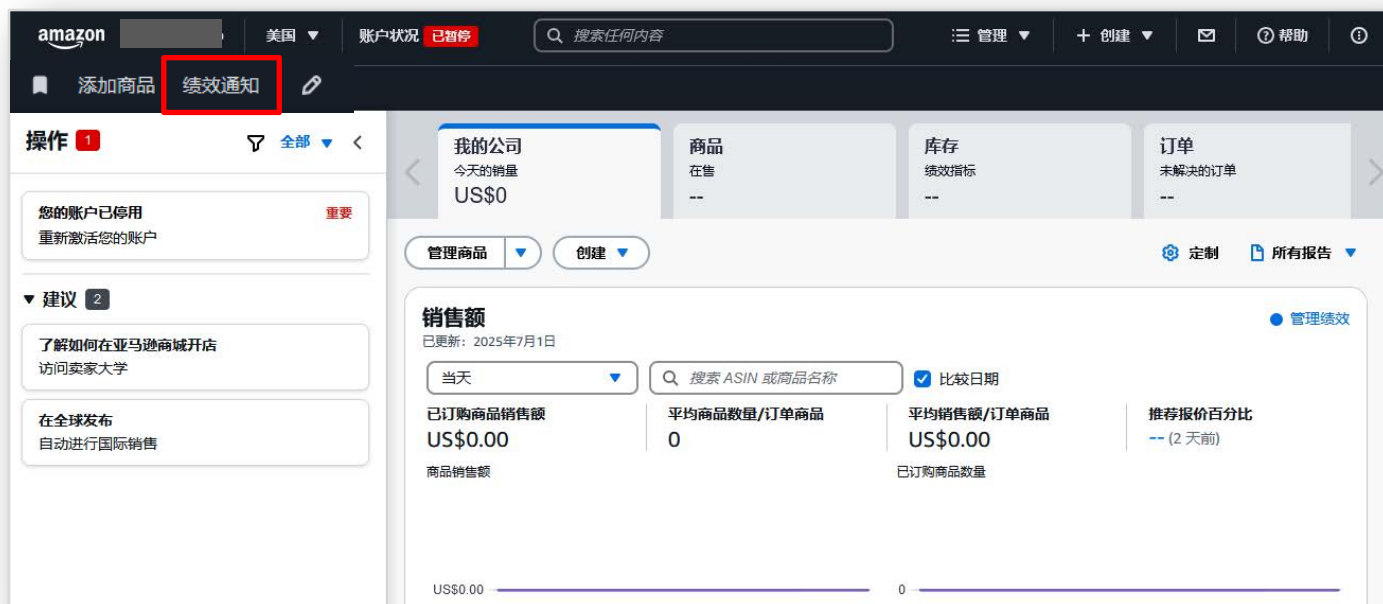 amazon 美国 账户状况 已暂停 搜索任何内容 管理 + 创建 帮助
添加商品 绩效通知
操作 1 全部
您的账户已停用 重要
重新激活您的账户
建议 2
了解如何在亚马逊商城开店
访问卖家大学
在全球发布
自动进行国际销售
我的公司
今天的销量
US$0
商品
在售
--
库存
绩效指标
--
订单
未解决的订单
--
管理商品 创建 定制 所有报告
销售额 管理绩效
已更新：2025年7月1日
当天 搜索 ASIN 或商品名称 比较日期
已订购商品销售额 平均商品数量/订单商品 平均销售额/订单商品 推荐报价百分比
US$0.00 0 US$0.00 -- (2 天前)
商品销售额 已订购商品数量
US$0.00 0